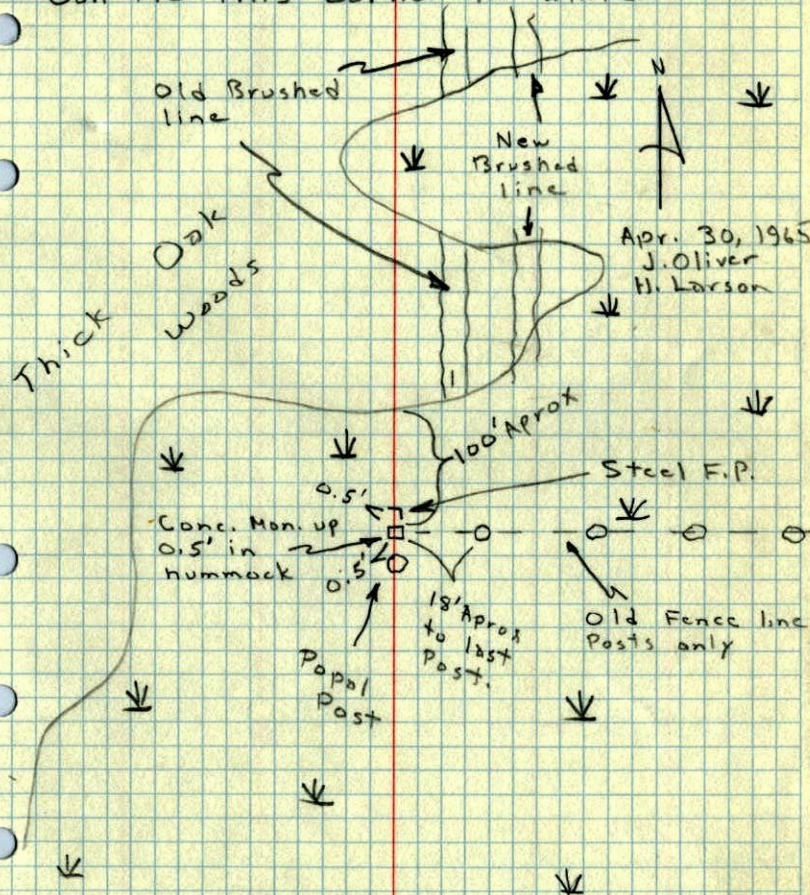 Old Brushed
line
New
Brushed
line
N
Apr. 30, 1965
J. Oliver
H. Larson
Thick Oak
Woods
100' Aprox
Steel F.P.
0.5'
Conc. Mon. up
0.5' in
hummock
0.5'
18' Aprox
to last
Post.
Old Fence line
Posts only
Popal
Post